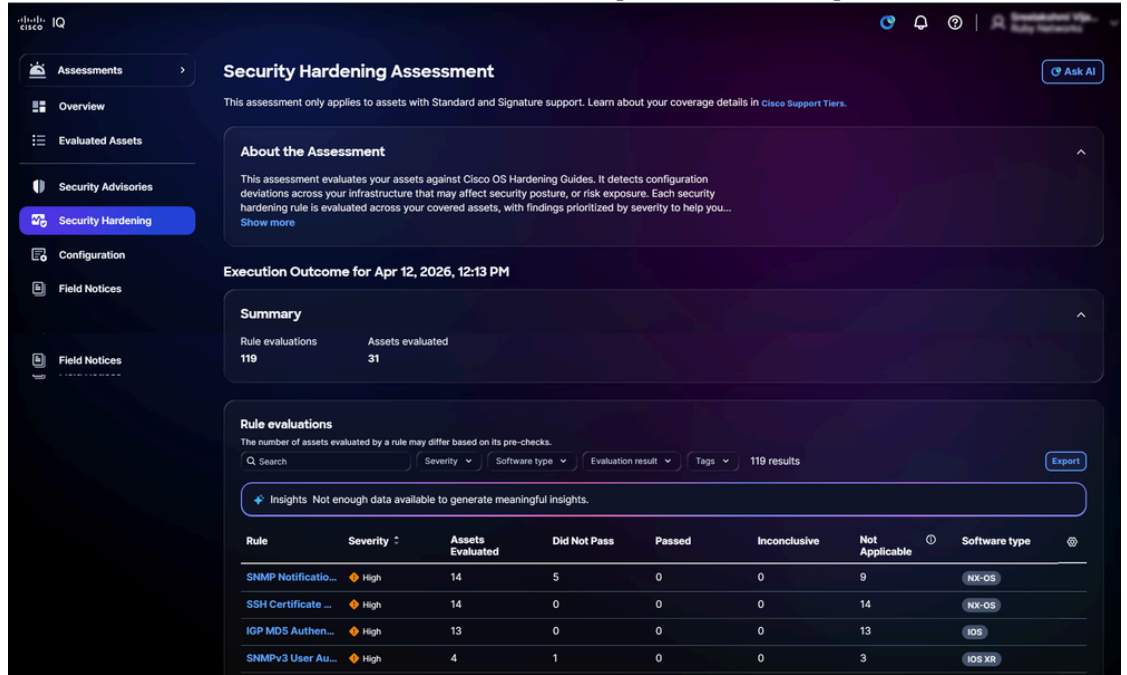 cisco IQ
Assessments
Overview
Evaluated Assets
Security Advisories
Security Hardening
Configuration
Field Notices
Field Notices
Security Hardening Assessment
Ask AI
This assessment only applies to assets with Standard and Signature support. Learn about your coverage details in Cisco Support Tiers.
About the Assessment
This assessment evaluates your assets against Cisco OS Hardening Guides. It detects configuration
deviations across your infrastructure that may affect security posture, or risk exposure. Each security
hardening rule is evaluated across your covered assets, with findings prioritized by severity to help you...
Show more
Execution Outcome for Apr 12, 2026, 12:13 PM
Summary
Rule evaluations Assets evaluated
119 31
Rule evaluations
The number of assets evaluated by a rule may differ based on its pre-checks.
Search Severity Software type Evaluation result Tags 119 results Export
Insights Not enough data available to generate meaningful insights.
Rule Severity Assets Evaluated Did Not Pass Passed Inconclusive Not Applicable Software type
SNMP Notificatio... High 14 5 0 0 9 NX-OS
SSH Certificate ... High 14 0 0 0 14 NX-OS
IGP MD5 Authen... High 13 0 0 0 13 IOS
SNMPv3 User Au... High 4 1 0 0 3 IOS XR